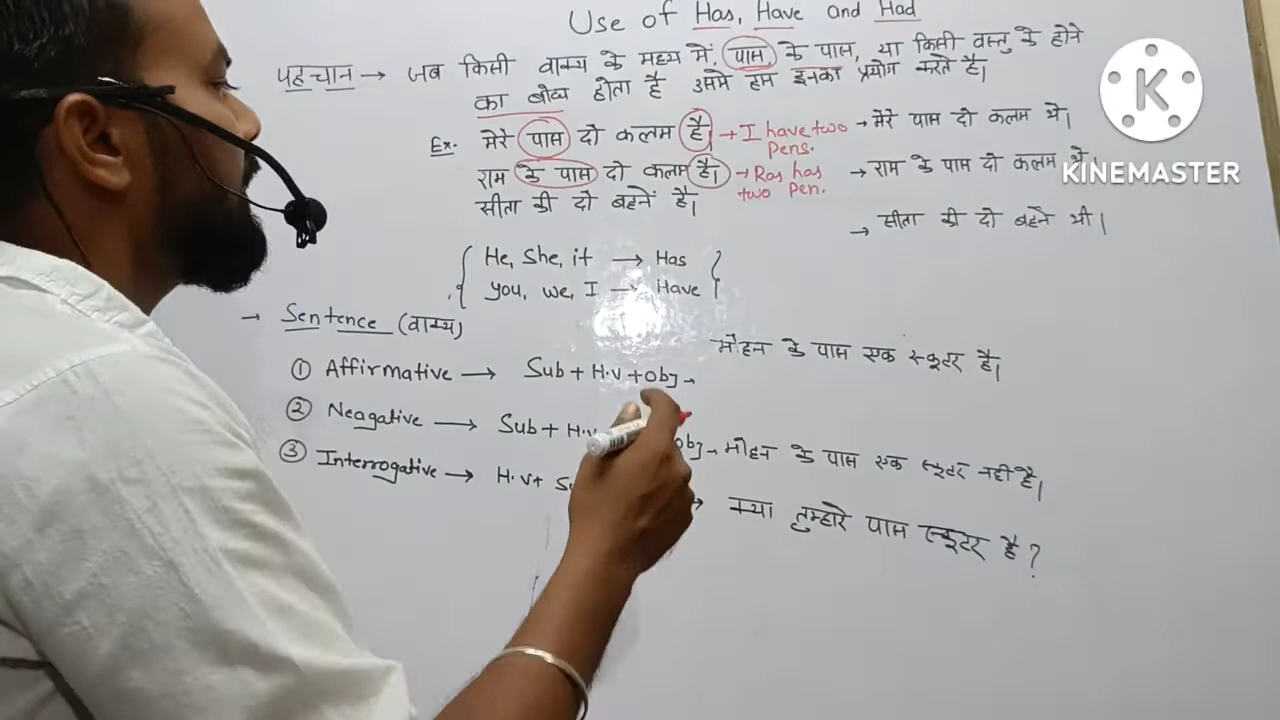 Use of Has, Have and Had
पहचान → जब किसी वाक्य के मध्य में, पास के पास, या किसी वस्तु के होने
का बोध होता है उसमे हम इनका प्रयोग करते है।
Ex. मेरे पास दो कलम है। → I have two pens. → मेरे पास दो कलम थे।
राम के पास दो कलम है। → Ras has two pen. → राम के पास दो कलम थे।
सीता की दो बहनें है। → सीता की दो बहनें थी।
He, She, it → Has
You, we, I → Have
→ Sentence (वाक्य)
① Affirmative → Sub + H.V + Obj → मोहन के पास एक स्कूटर है।
② Neagative → Sub + H.V obj → मोहन के पास एक स्कूटर नही है।
③ Interrogative → H.V+ → क्या तुम्हारे पास स्कूटर है ?
K
KINEMASTER